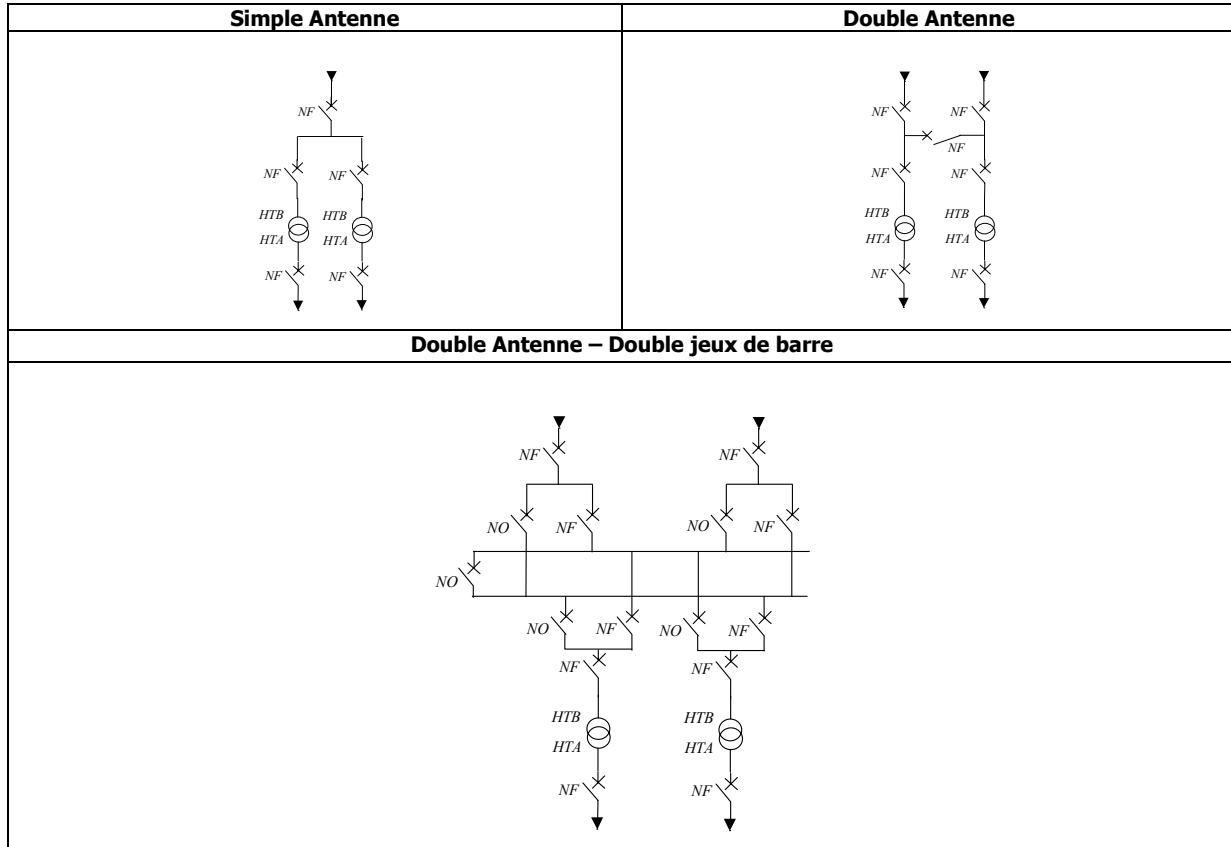 Simple Antenne
Double Antenne
NF
NF NF
HTB HTB
HTA HTA
NF NF
NF NF
NF
NF NF
HTB HTB
HTA HTA
NF NF
Double Antenne – Double jeux de barre
NF NF
NO NF NO NF
NO
NO NF NO NF
NF NF
HTB HTB
HTA HTA
NF NF